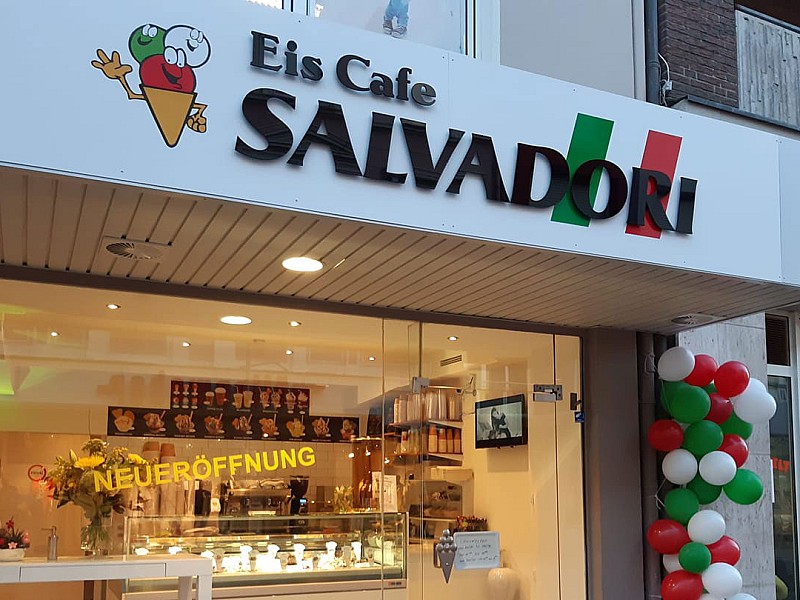 Eis Cafe
SALVADORI
NEUERÖFFNUNG